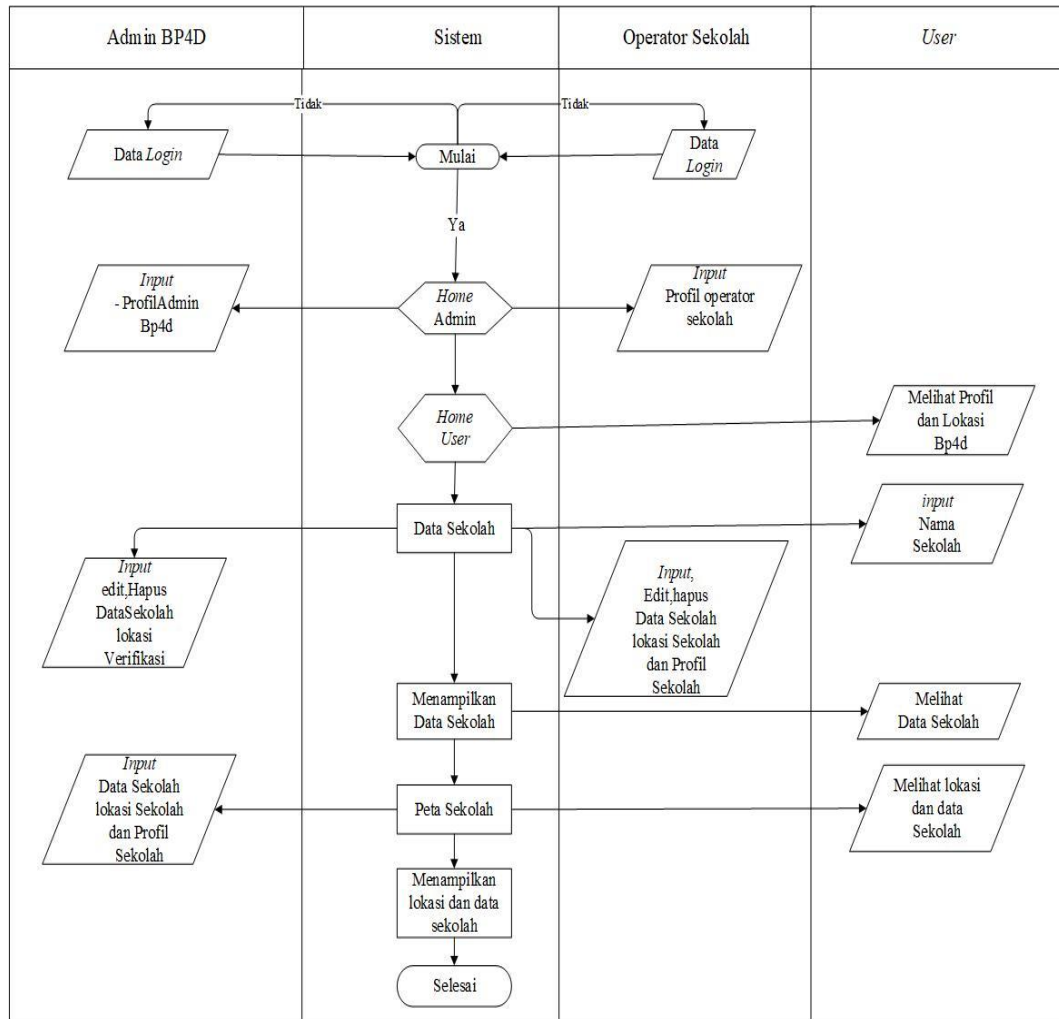 Admin BP4D
Sistem
Operator Sekolah
User
Tidak
Tidak
Data Login
Mulai
Data
Login
Ya
Input
- ProfilAdmin
Bp4d
Home
Admin
Input
Profil operator
sekolah
Home
User
Melihat Profil
dan Lokasi
Bp4d
Data Sekolah
input
Nama
Sekolah
Input
edit,Hapus
DataSekolah
lokasi
Verifikasi
Input,
Edit,hapus
Data Sekolah
lokasi Sekolah
dan Profil
Sekolah
Menampilkan
Data Sekolah
Melihat
Data Sekolah
Input
Data Sekolah
lokasi Sekolah
dan Profil
Sekolah
Peta Sekolah
Melihat lokasi
dan data
Sekolah
Menampilkan
lokasi dan data
sekolah
Selesai